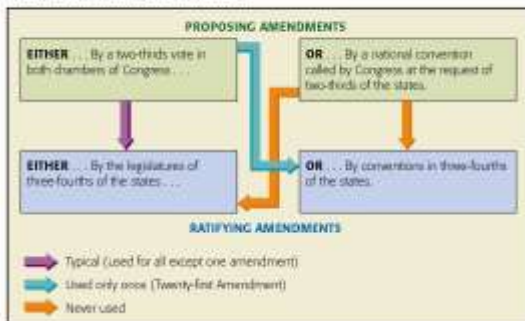 PROPOSING AMENDMENTS
EITHER . . . By a two-thirds vote in
both chambers of Congress . . .
OR . . . By a national convention
called by Congress at the request of
two-thirds of the states.
EITHER . . . By the legislatures of
three-fourths of the states . . .
OR . . . By conventions in three-fourths
of the states.
RATIFYING AMENDMENTS
Typical (used for all except one amendment)
Used only once (Twenty-first Amendment)
Never used